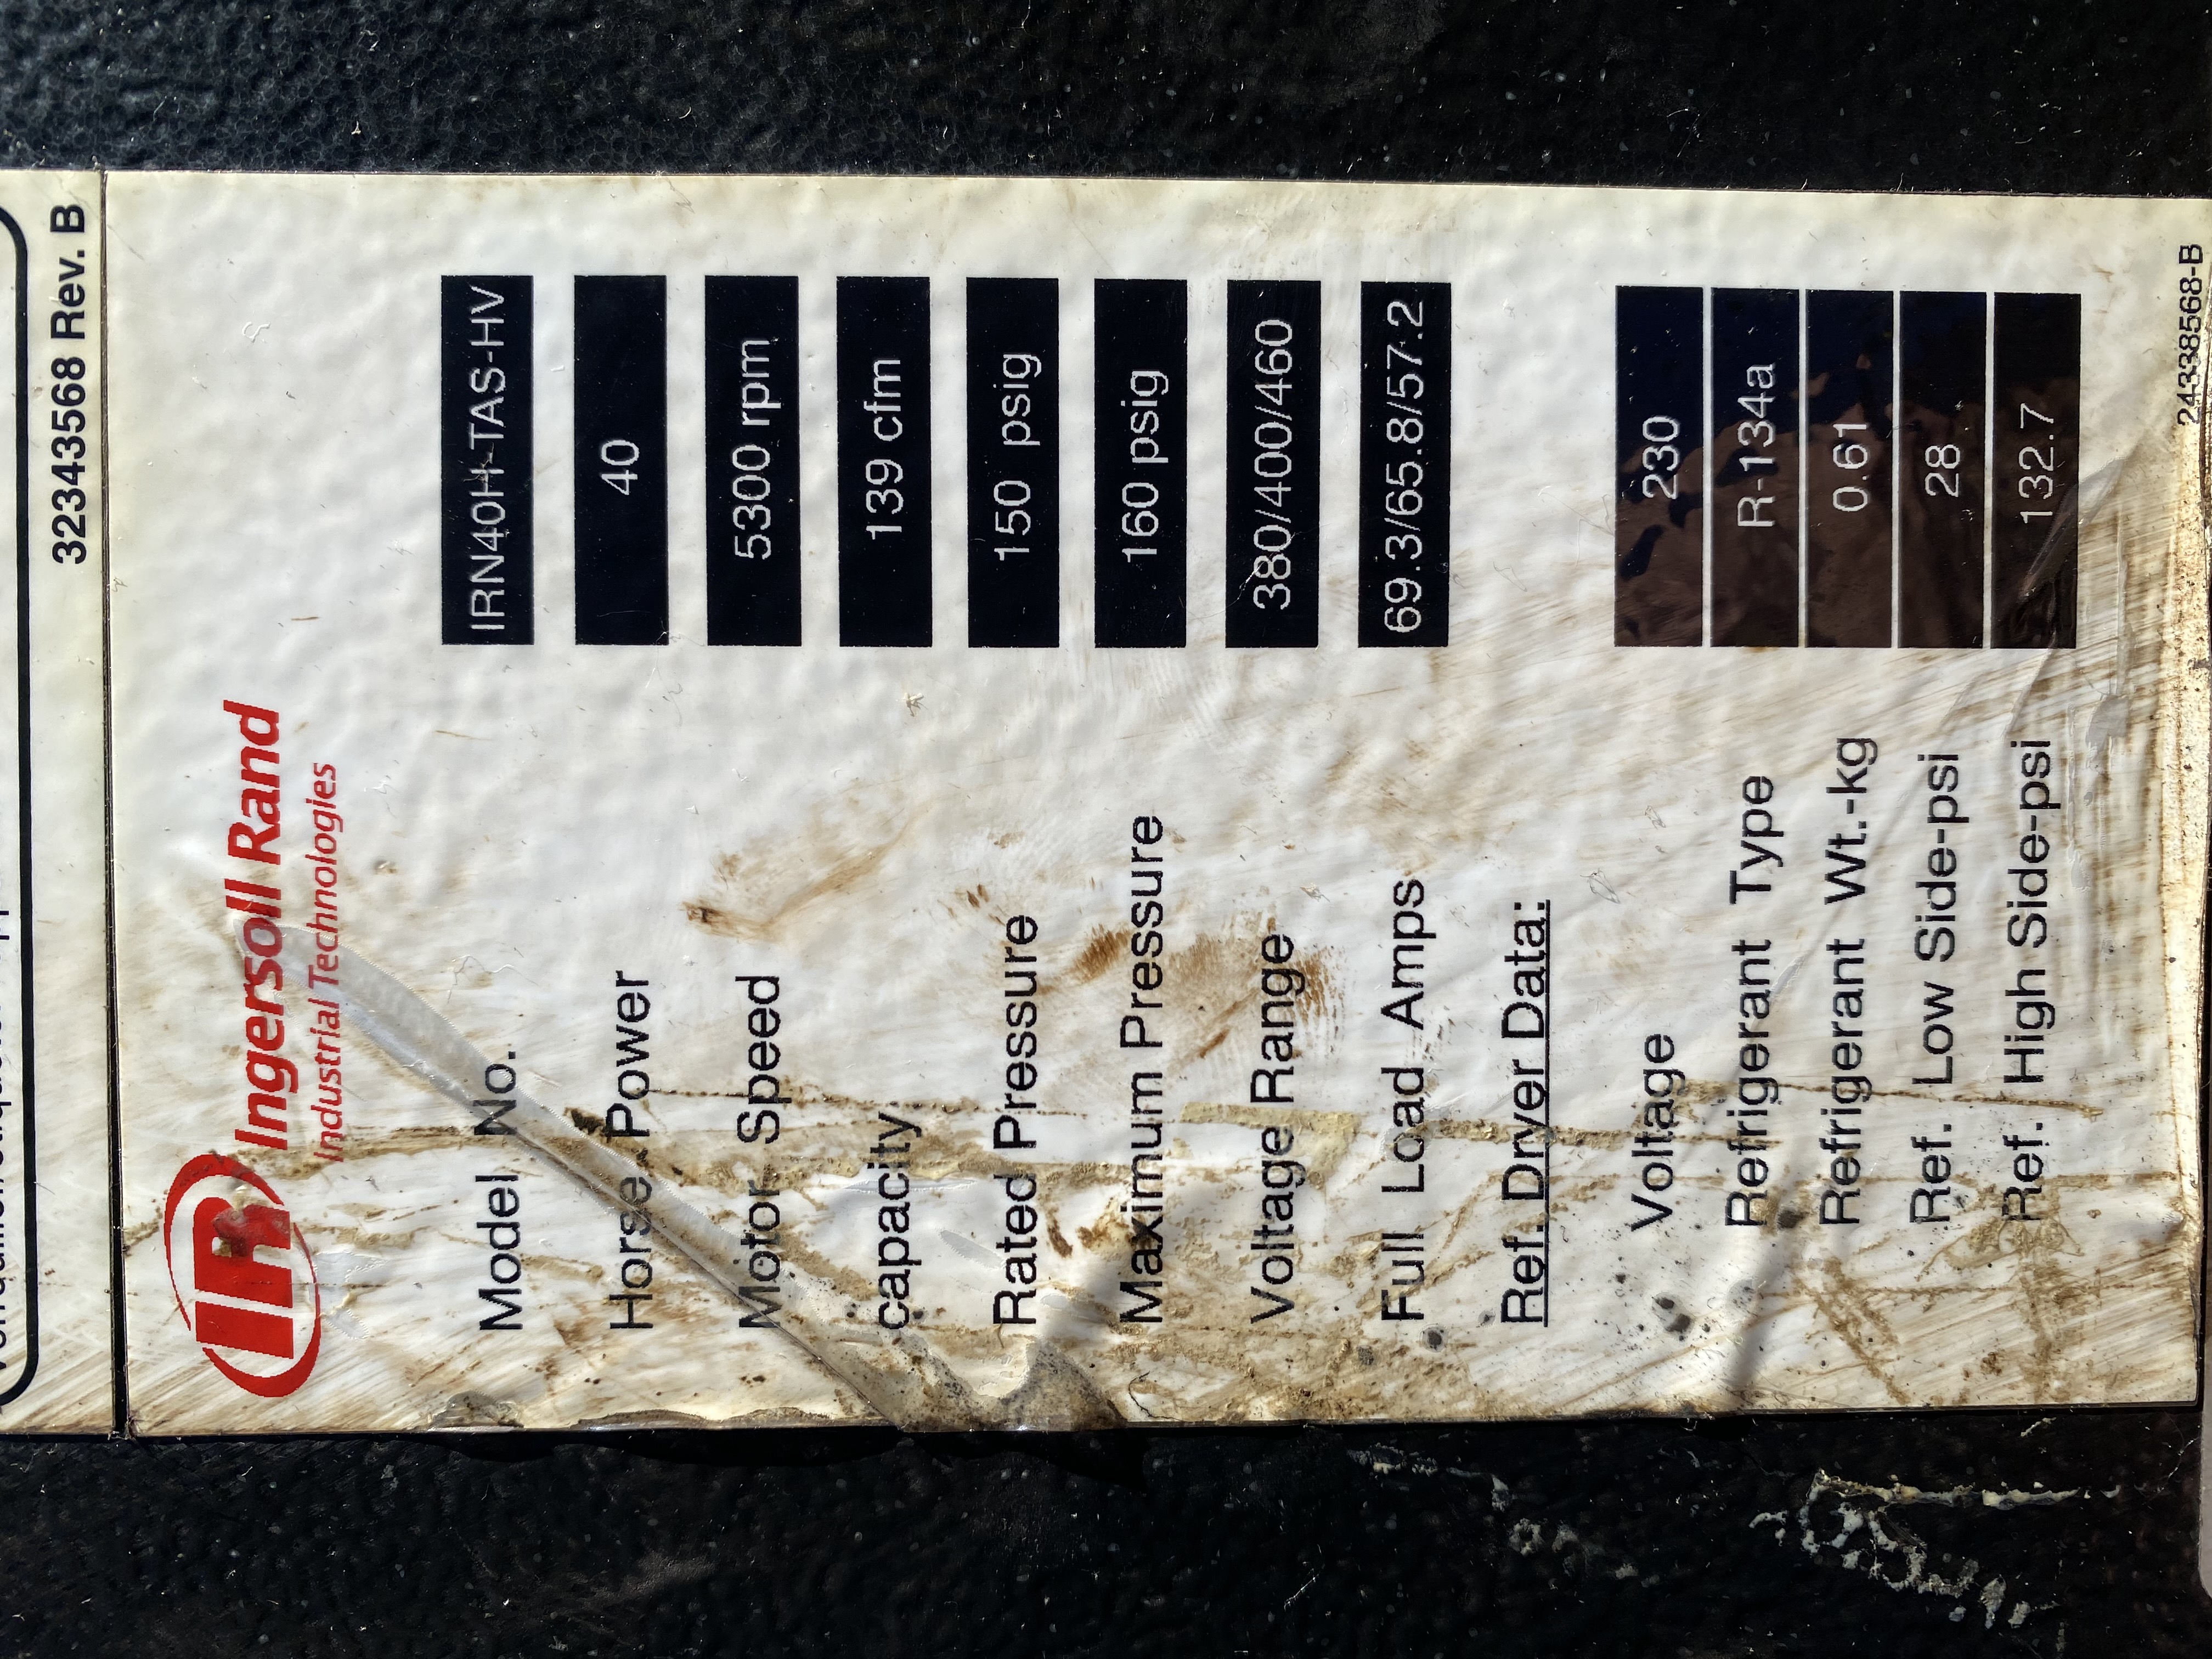 32343568 Rev. B
IR Ingersoll Rand
Industrial Technologies
Model No. IRN40H-TAS-HV
Horse Power 40
Motor Speed 5300 rpm
capacity 139 cfm
Rated Pressure 150 psig
Maximum Pressure 160 psig
Voltage Range 380/400/460
Full Load Amps 69.3/65.8/57.2
Ref. Dryer Data:
Voltage 230
Refrigerant Type R-134a
Refrigerant Wt.-kg 0.61
Ref. Low Side-psi 28
Ref. High Side-psi 132.7
24338568-B